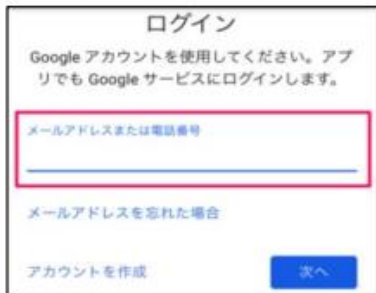 ログイン
Google アカウントを使用してください。アプ
リでも Google サービスにログインします。
メールアドレスまたは電話番号
メールアドレスを忘れた場合
アカウントを作成
次へ